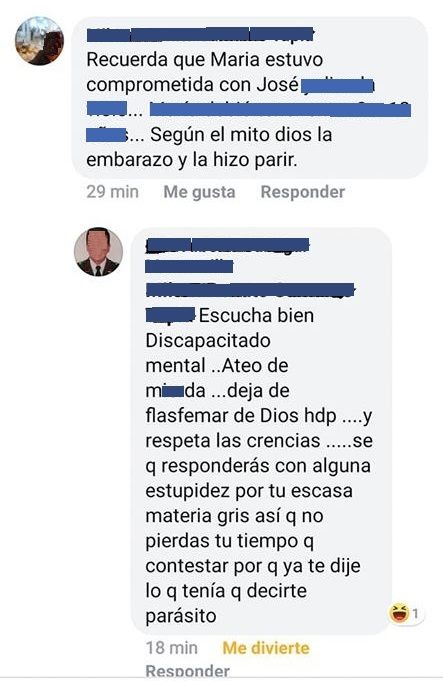 Recuerda que Maria estuvo
comprometida con José
... 
... Según el mito dios la
embarazo y la hizo parir.
29 min Me gusta Responder
Escucha bien
Discapacitado
mental ..Ateo de
m da ...deja de
flasfemar de Dios hdp ....y
respeta las crencias .....se
q responderás con alguna
estupidez por tu escasa
materia gris así q no
pierdas tu tiempo q
contestar por q ya te dije
lo q tenía q decirte
parásito
1
18 min Me divierte
Responder